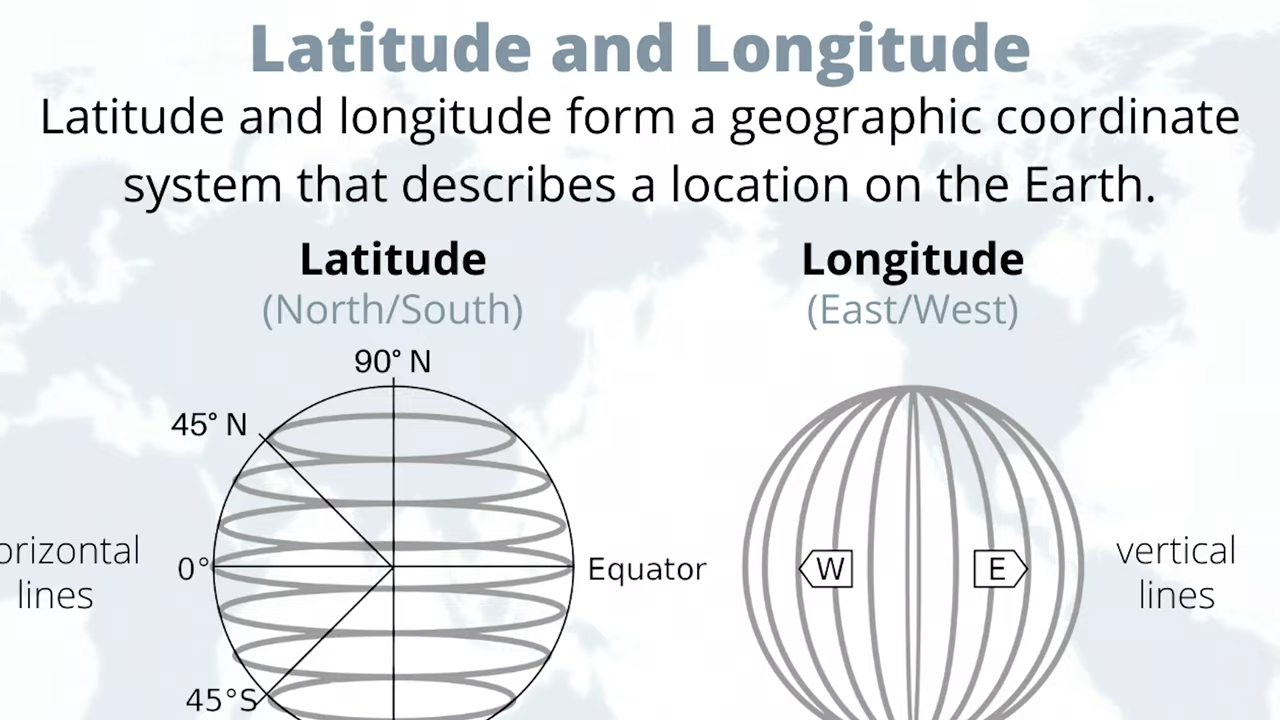 Latitude and Longitude
Latitude and longitude form a geographic coordinate
system that describes a location on the Earth.
Latitude
(North/South)
Longitude
(East/West)
90° N
45° N
orizontal
lines
0°
Equator
W
E
vertical
lines
45°S